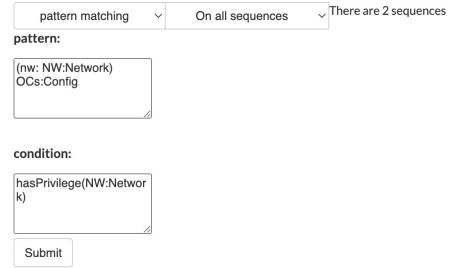 pattern matching On all sequences There are 2 sequences
pattern:
(nw: NW:Network)
OCs:Config
condition:
hasPrivilege(NW:Networ
k)
Submit